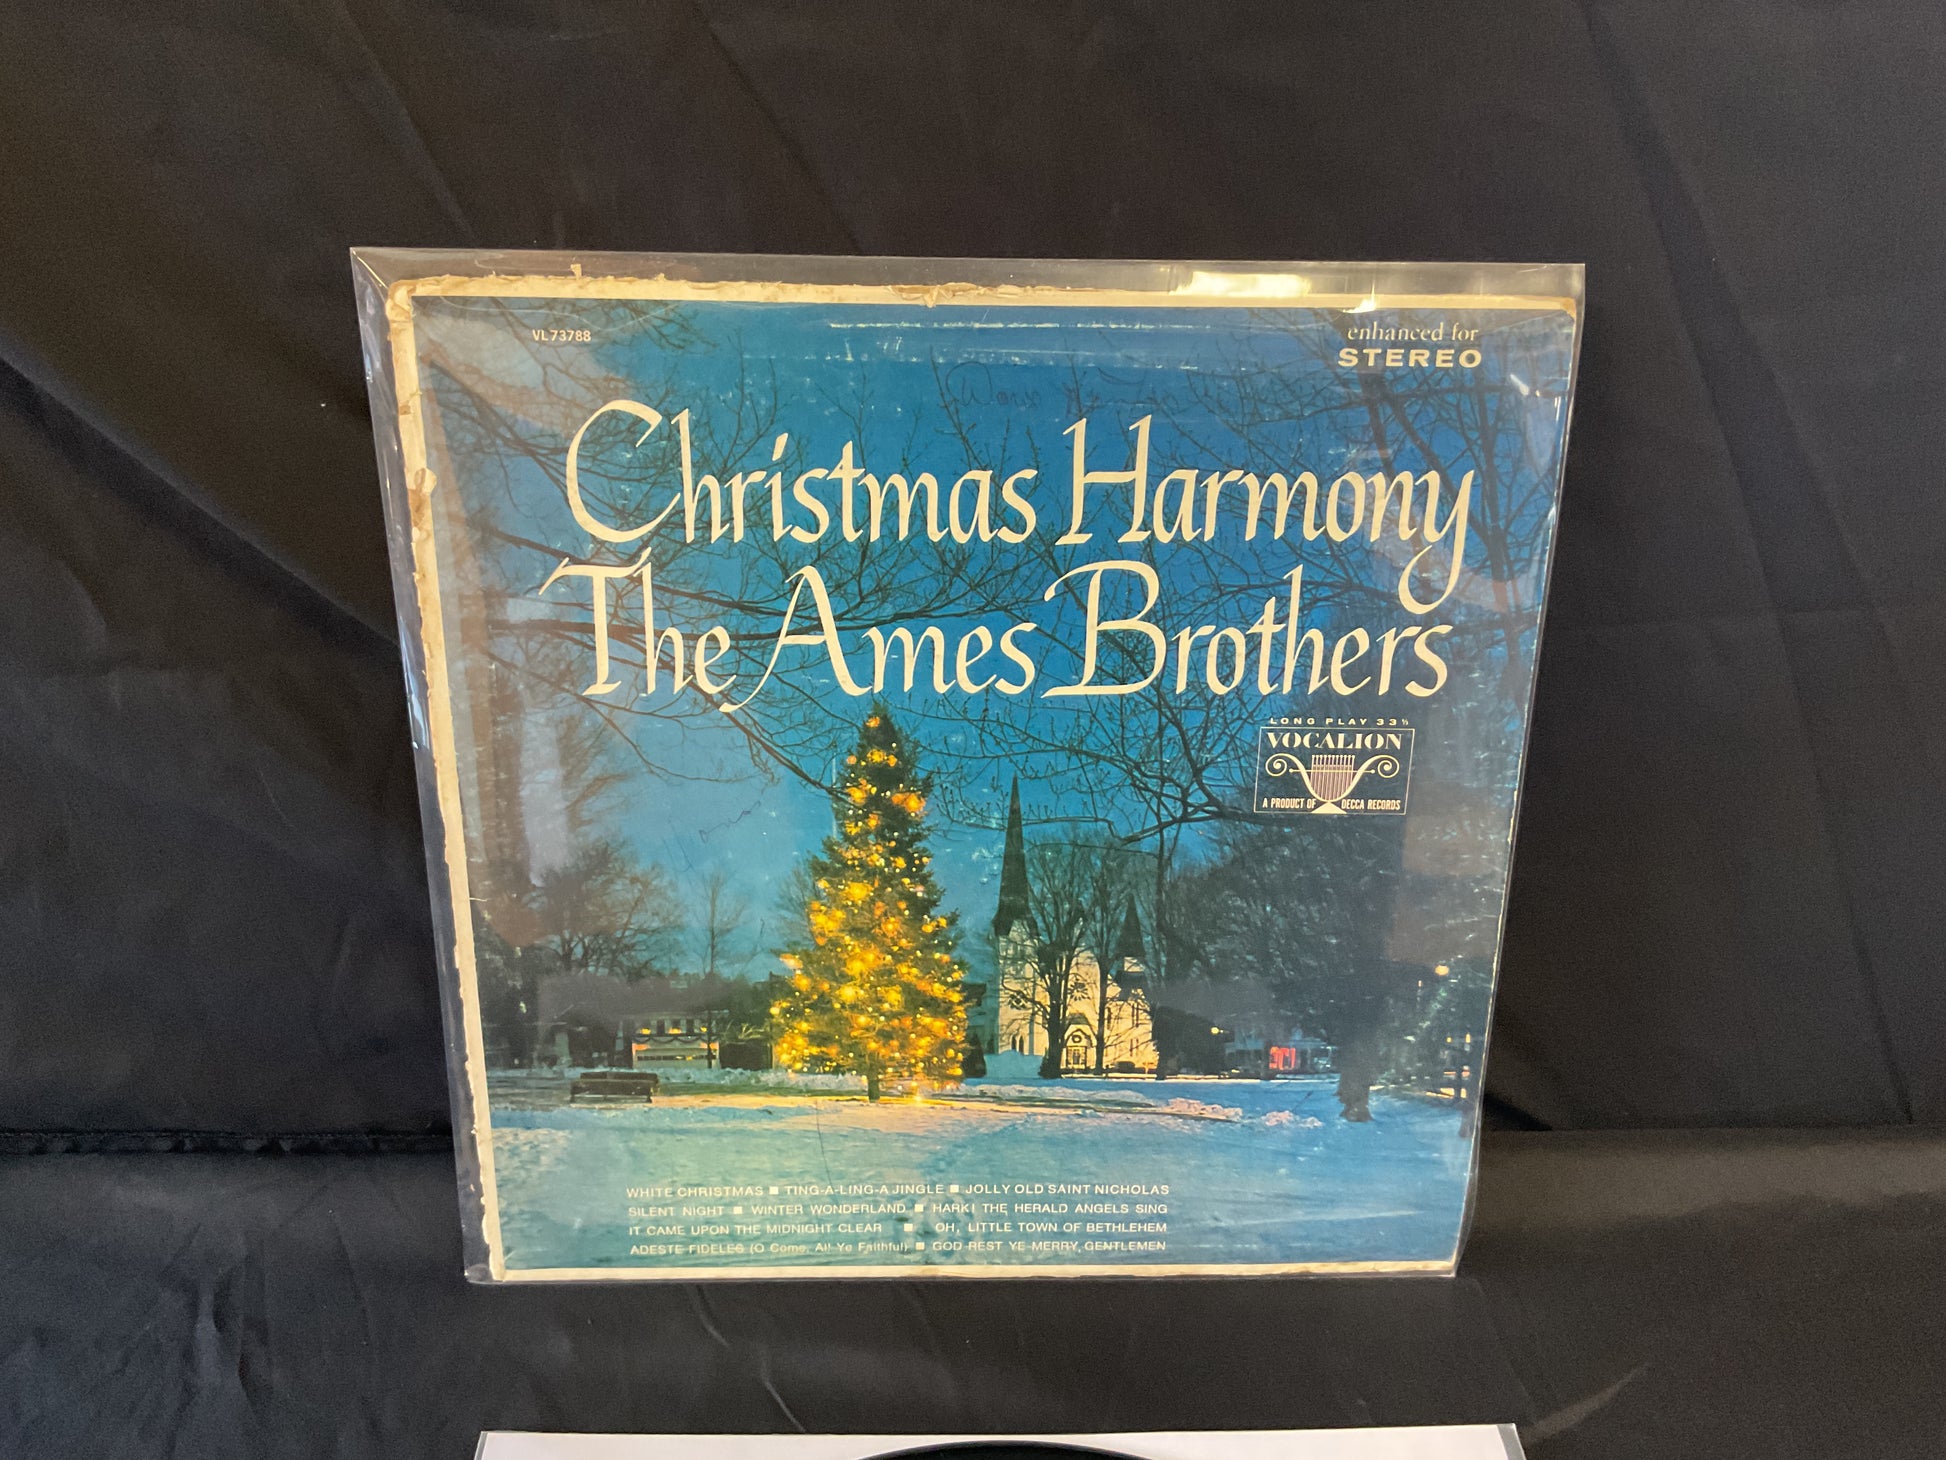 VL 73788
enhanced for
STEREO
Christmas Harmony
The Ames Brothers
LONG PLAY 33⅓
VOCALION
A PRODUCT OF DECCA RECORDS
WHITE CHRISTMAS ■ TING-A-LING-A JINGLE ■ JOLLY OLD SAINT NICHOLAS
SILENT NIGHT ■ WINTER WONDERLAND ■ HARK! THE HERALD ANGELS SING
IT CAME UPON THE MIDNIGHT CLEAR ■ OH, LITTLE TOWN OF BETHLEHEM
ADESTE FIDELES (O Come, All Ye Faithful) ■ GOD REST YE MERRY, GENTLEMEN